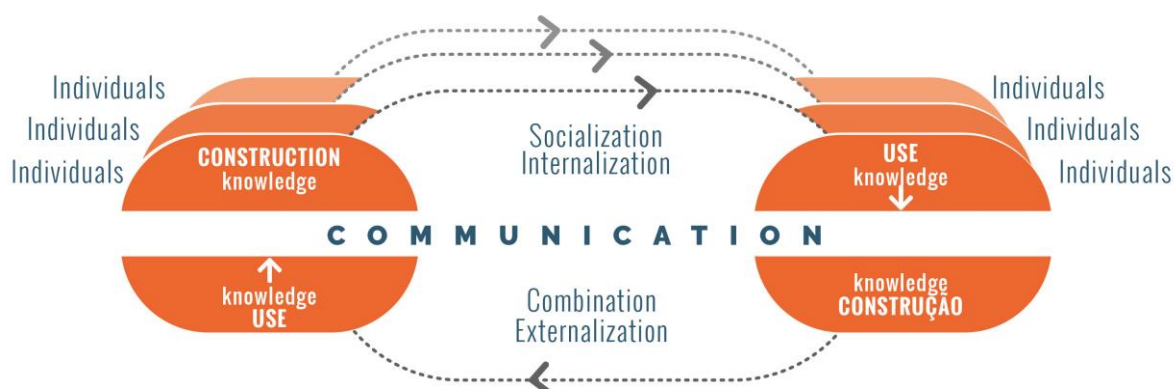 Individuals
Individuals
Individuals
CONSTRUCTION
knowledge
Socialization
Internalization
USE
knowledge
Individuals
Individuals
Individuals
COMMUNICATION
knowledge
USE
Combination
Externalization
knowledge
CONSTRUÇÃO